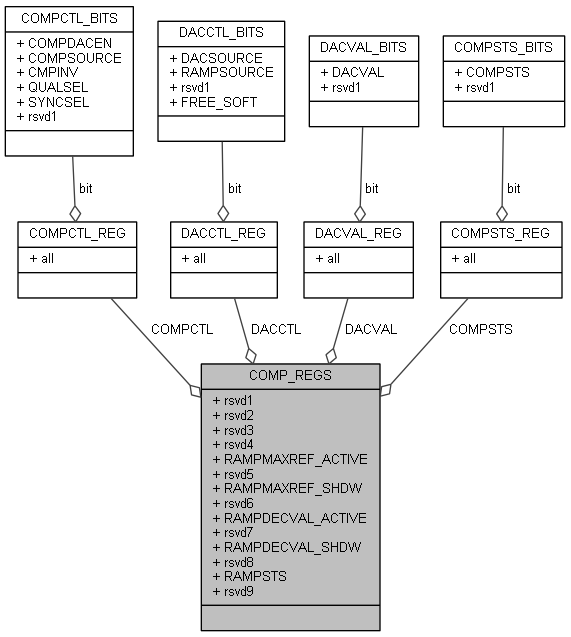 COMPCTL_BITS
+ COMPDACEN
+ COMPSOURCE
+ CMPINV
+ QUALSEL
+ SYNCSEL
+ rsvd1
DACCTL_BITS
+ DACSOURCE
+ RAMPSOURCE
+ rsvd1
+ FREE_SOFT
DACVAL_BITS
+ DACVAL
+ rsvd1
COMPSTS_BITS
+ COMPSTS
+ rsvd1
bit
bit
bit
bit
COMPCTL_REG
+ all
DACCTL_REG
+ all
DACVAL_REG
+ all
COMPSTS_REG
+ all
COMPCTL
DACCTL
DACVAL
COMPSTS
COMP_REGS
+ rsvd1
+ rsvd2
+ rsvd3
+ rsvd4
+ RAMPMAXREF_ACTIVE
+ rsvd5
+ RAMPMAXREF_SHDW
+ rsvd6
+ RAMPDECVAL_ACTIVE
+ rsvd7
+ RAMPDECVAL_SHDW
+ rsvd8
+ RAMPSTS
+ rsvd9